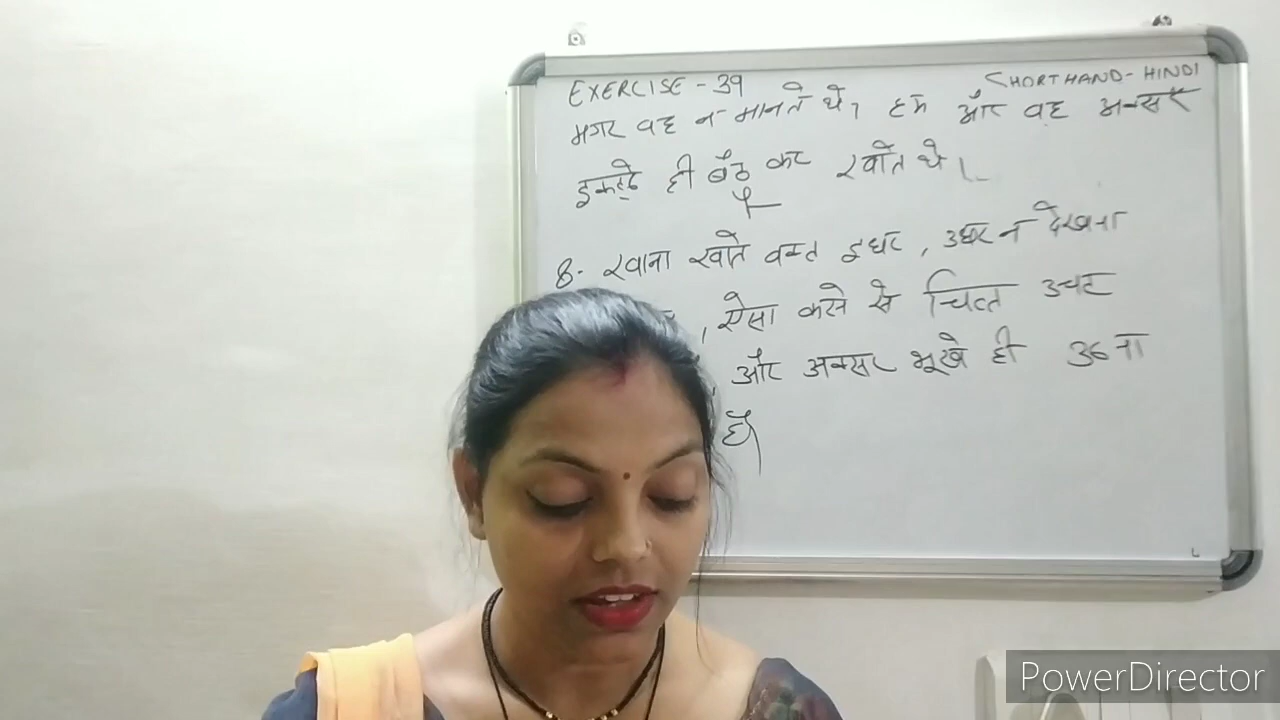 EXERCISE - 39
SHORTHAND - HINDI
मगर वह न मानते थे, हम और वह अक्सर
इकट्ठे ही बैठ कर खाते थे।
8- खाना खाते वक्त इधर, उधर न देखना
, ऐसा करने से चित्त उचट
, और अक्सर भूखे ही उठना
है।
PowerDirector